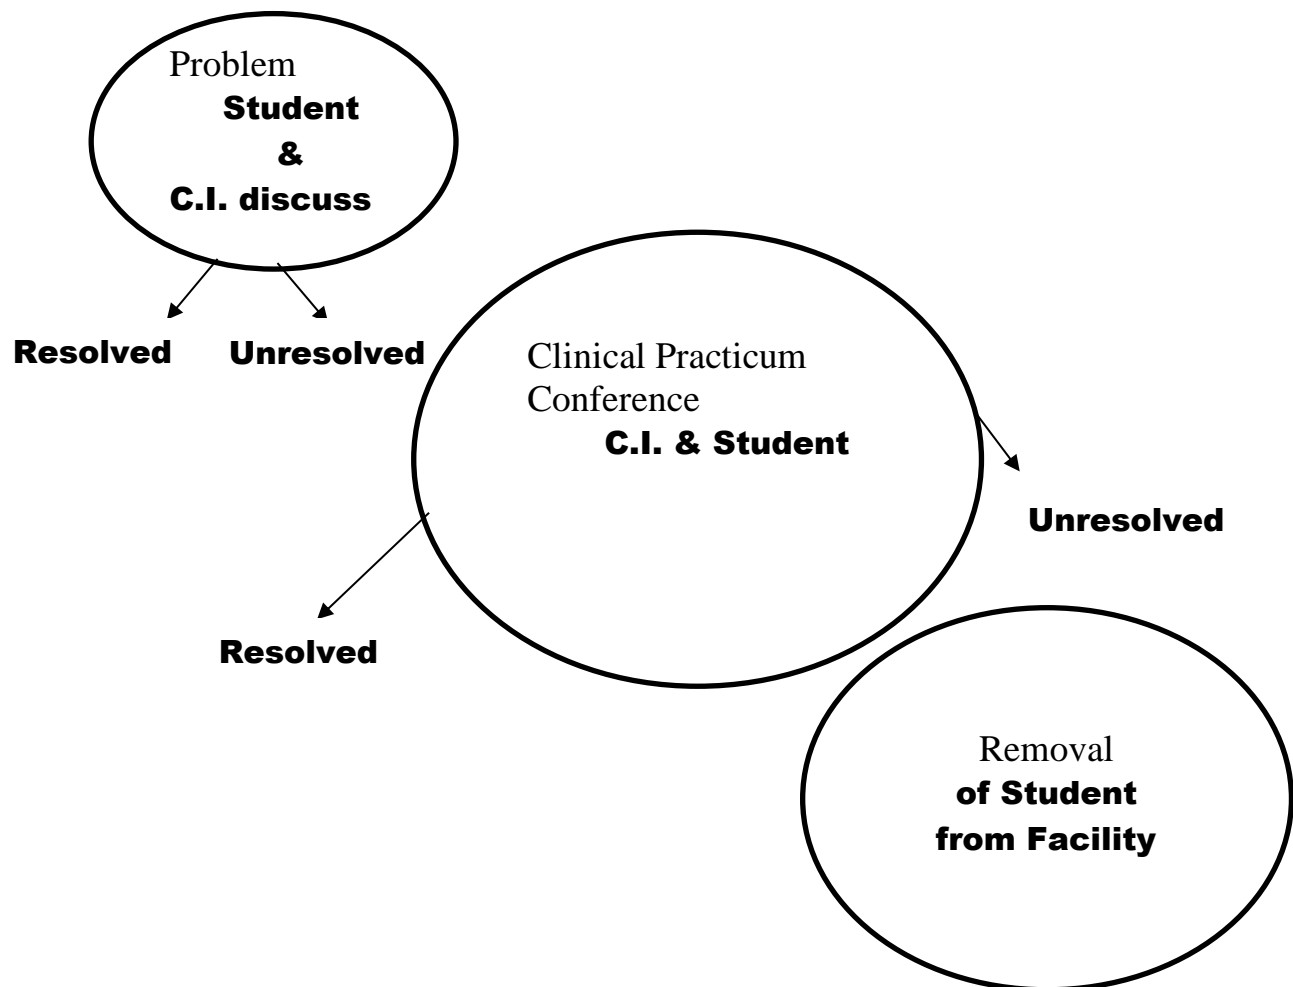 Problem
Student
&
C.I. discuss
Resolved
Unresolved
Clinical Practicum
Conference
C.I. & Student
Unresolved
Resolved
Removal
of Student
from Facility